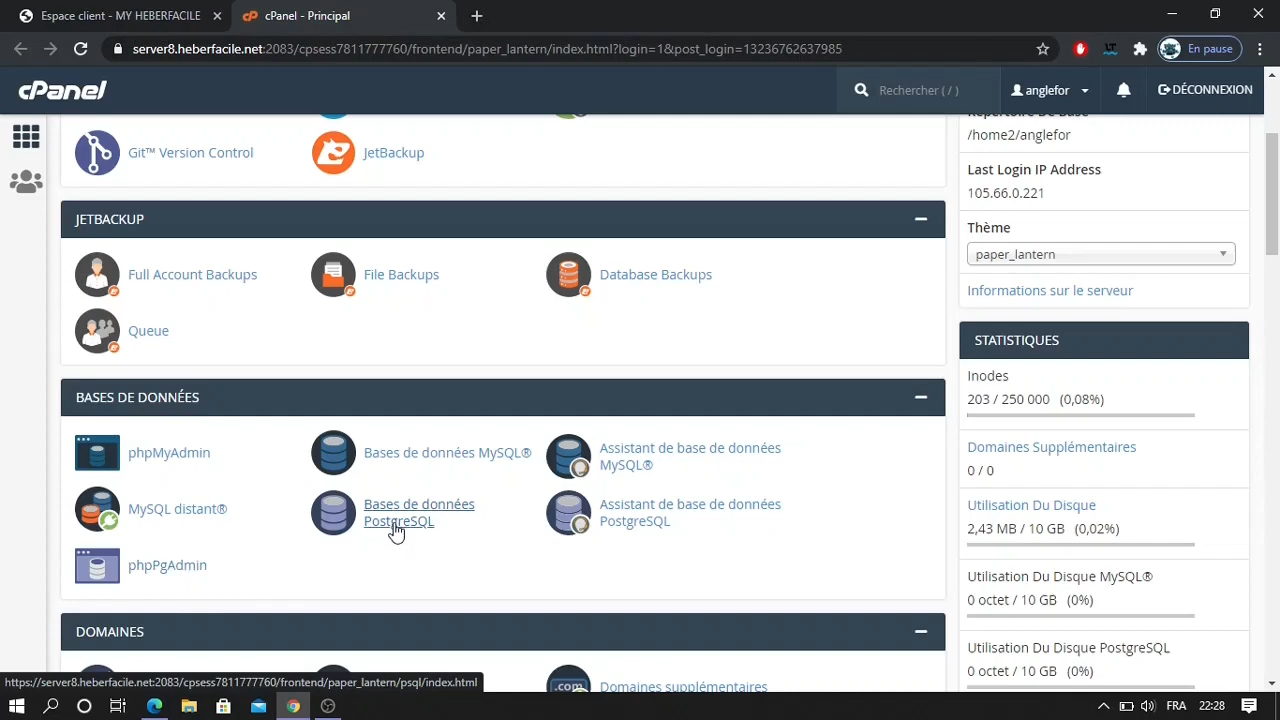 Espace client - MY HEBERFACILE
cPanel - Principal
server8.heberfacile.net:2083/cpsess7811777760/frontend/paper_lantern/index.html?login=1&post_login=13236762637985
En pause
cPanel
Rechercher ( / )
anglefor
DÉCONNEXION
Git™ Version Control
JetBackup
JETBACKUP
Full Account Backups
File Backups
Database Backups
Queue
BASES DE DONNÉES
phpMyAdmin
Bases de données MySQL®
Assistant de base de données
MySQL®
MySQL distant®
Bases de données
PostgreSQL
Assistant de base de données
PostgreSQL
phpPgAdmin
DOMAINES
.com
Domaines supplémentaires
Répertoire De Base
/home2/anglefor
Last Login IP Address
105.66.0.221
Thème
paper_lantern
Informations sur le serveur
STATISTIQUES
Inodes
203 / 250 000 (0,08%)
Domaines Supplémentaires
0 / 0
Utilisation Du Disque
2,43 MB / 10 GB (0,02%)
Utilisation Du Disque MySQL®
0 octet / 10 GB (0%)
Utilisation Du Disque PostgreSQL
0 octet / 10 GB (0%)
https://server8.heberfacile.net:2083/cpsess7811777760/frontend/paper_lantern/psql/index.html
FRA
22:28